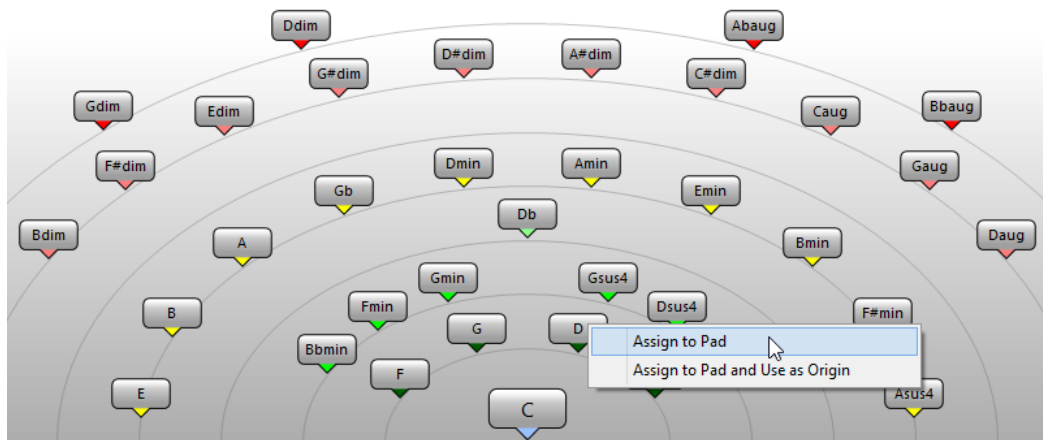 Ddim
Abaug
D#dim
A#dim
G#dim
C#dim
Gdim
Edim
Caug
Bbaug
F#dim
Dmin
Amin
Gaug
Gb
Emin
Db
Bdim
A
Bmin
Daug
Gmin
Gsus4
Fmin
Dsus4
B
F#min
G
D
Assign to Pad
Bbmin
Assign to Pad and Use as Origin
F
E
C
Asus4